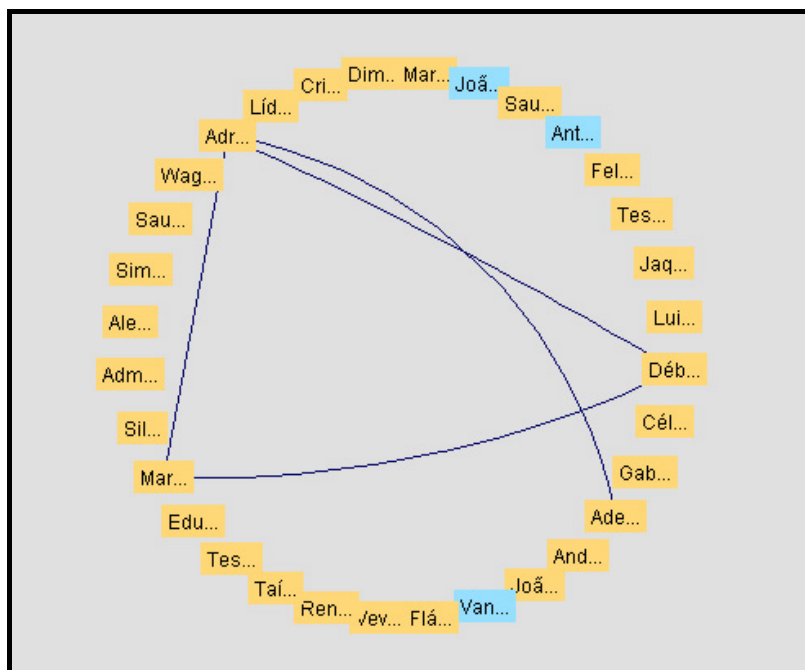 Dim... Mar...
Joã...
Cri...
Sau...
Líd...
Ant...
Adr...
Fel...
Wag...
Tes...
Sau...
Jaq...
Sim...
Lui...
Ale...
Déb...
Adm...
Cél...
Sil...
Gab...
Mar...
Ade...
Edu...
And...
Tes...
Joã...
Taí...
Van...
Ren...
Vev... Flá...